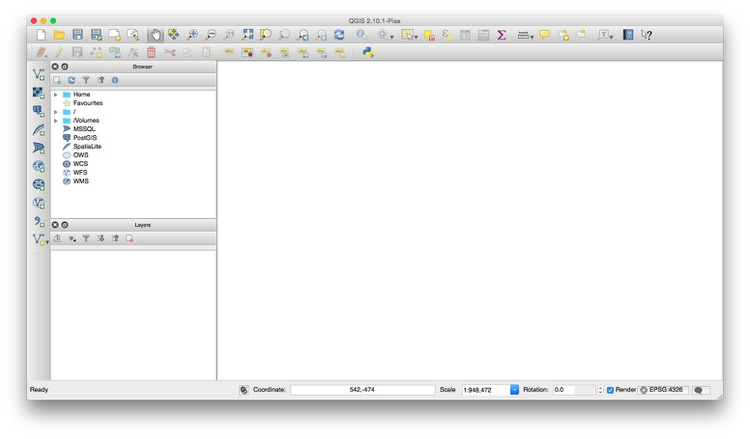 QGIS 2.10.1-Pisa
Browser
Home
Favourites
/
/Volumes
MSSQL
PostGIS
SpatiaLite
OWS
WCS
WFS
WMS
Layers
Ready
Coordinate:
542,-474
Scale
1:948,472
Rotation:
0.0
Render
EPSG:4326